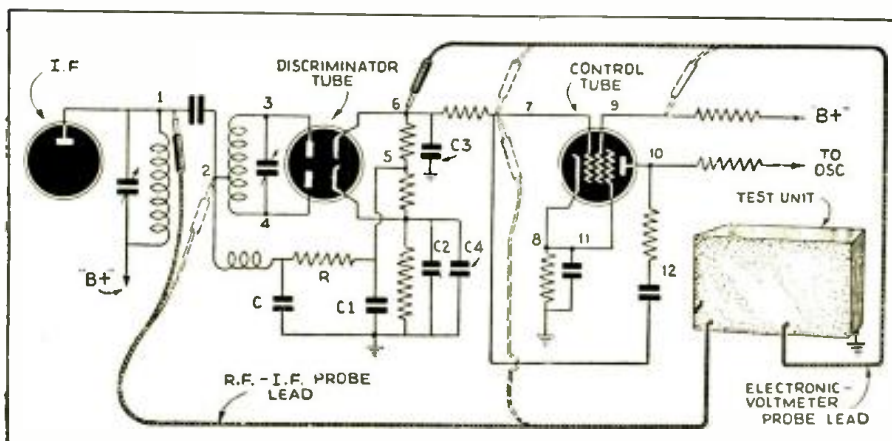 I.F.
DISCRIMINATOR
TUBE
CONTROL
TUBE
1
3
6
7
9
"B+"
C3
5
2
10
TO
OSC
TEST UNIT
4
8
11
C2
C4
12
R
"B+"
C
C1
R.F.-I.F. PROBE
LEAD
ELECTRONIC-
VOLTMETER
PROBE LEAD